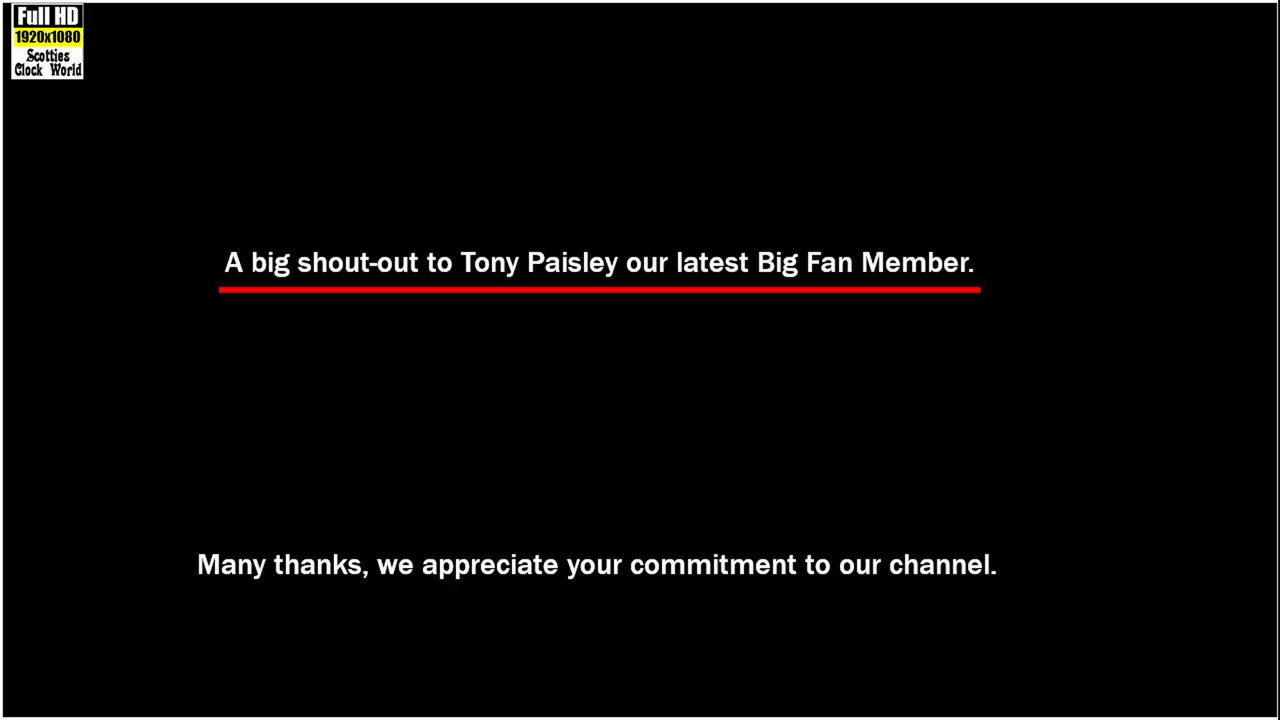 Full HD
1920x1080
Scotties
Clock World
A big shout-out to Tony Paisley our latest Big Fan Member.
Many thanks, we appreciate your commitment to our channel.